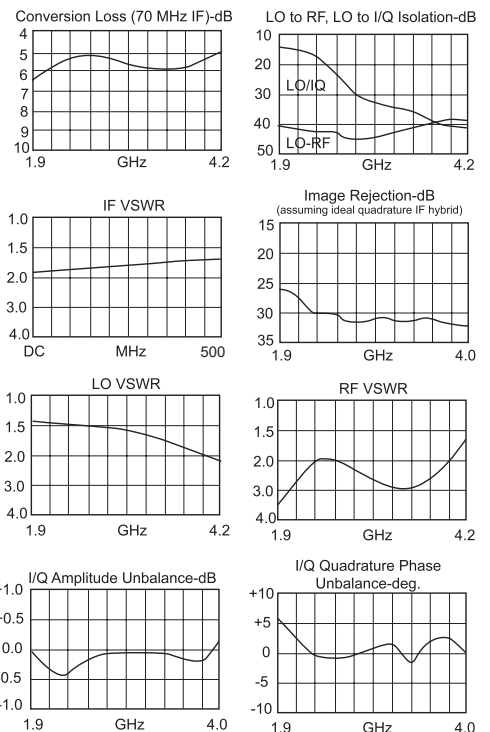 Conversion Loss (70 MHz IF)-dB
4
5
6
7
8
9
10
1.9 GHz 4.2
LO to RF, LO to I/Q Isolation-dB
10
20
30
40
50
LO/IQ
LO-RF
1.9 GHz 4.2
IF VSWR
1.0
1.5
2.0
3.0
4.0
DC MHz 500
Image Rejection-dB
(assuming ideal quadrature IF hybrid)
15
20
25
30
35
1.9 GHz 4.0
LO VSWR
1.0
1.5
2.0
3.0
4.0
1.9 GHz 4.2
RF VSWR
1.0
1.5
2.0
3.0
4.0
1.9 GHz 4.2
I/Q Amplitude Unbalance-dB
+1.0
+0.5
0.0
-0.5
-1.0
1.9 GHz 4.0
I/Q Quadrature Phase
Unbalance-deg.
+10
+5
0
-5
-10
1.9 GHz 4.0